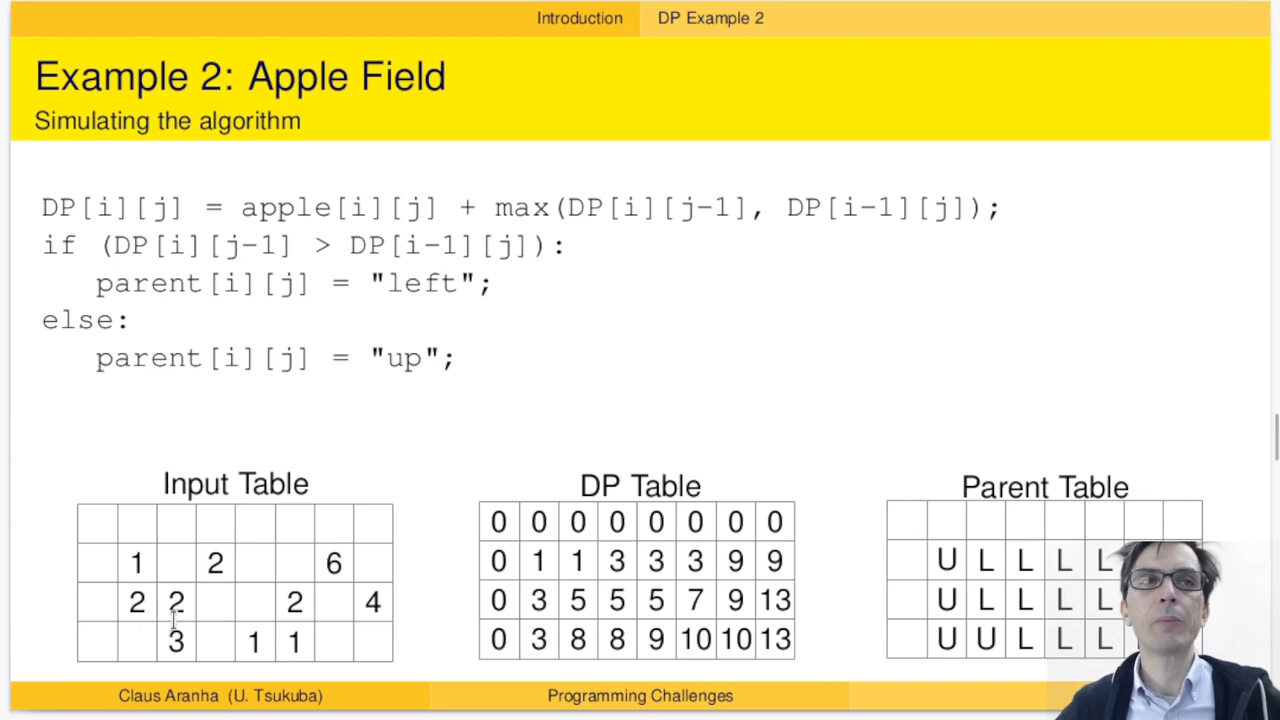 Introduction DP Example 2
Example 2: Apple Field
Simulating the algorithm
DP[i][j] = apple[i][j] + max(DP[i][j-1], DP[i-1][j]);
if (DP[i][j-1] > DP[i-1][j]):
parent[i][j] = "left";
else:
parent[i][j] = "up";
Input Table
1 2 6
2 2 2 4
3 1 1
DP Table
0 0 0 0 0 0 0 0
0 1 1 3 3 3 9 9
0 3 5 5 5 7 9 13
0 3 8 8 9 10 10 13
Parent Table
U L L L L
U L L L L
U U L L L
Claus Aranha (U. Tsukuba) Programming Challenges